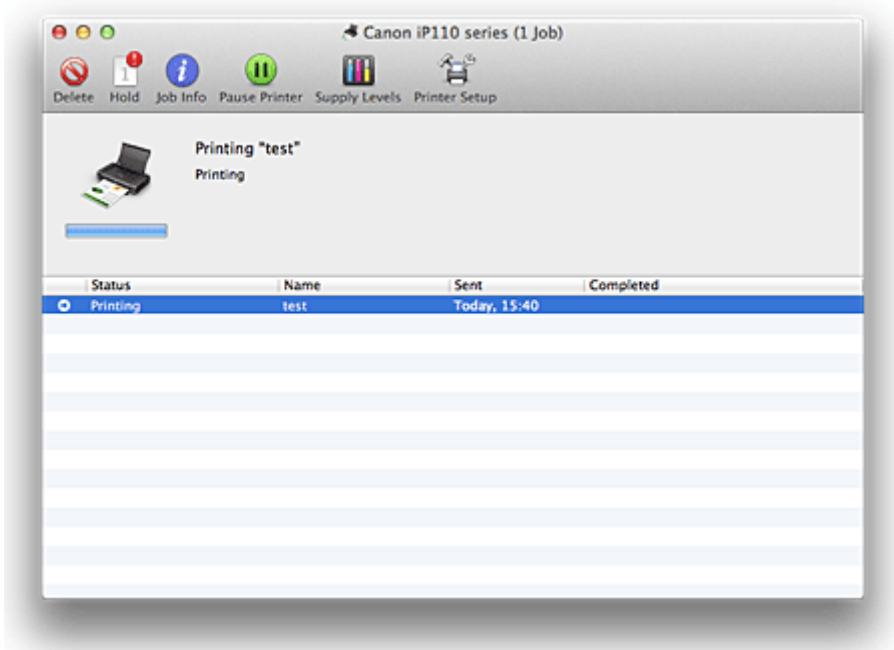 Canon iP110 series (1 Job)
Delete Hold Job Info Pause Printer Supply Levels Printer Setup
Printing "test"
Printing
Status Name Sent Completed
Printing test Today, 15:40